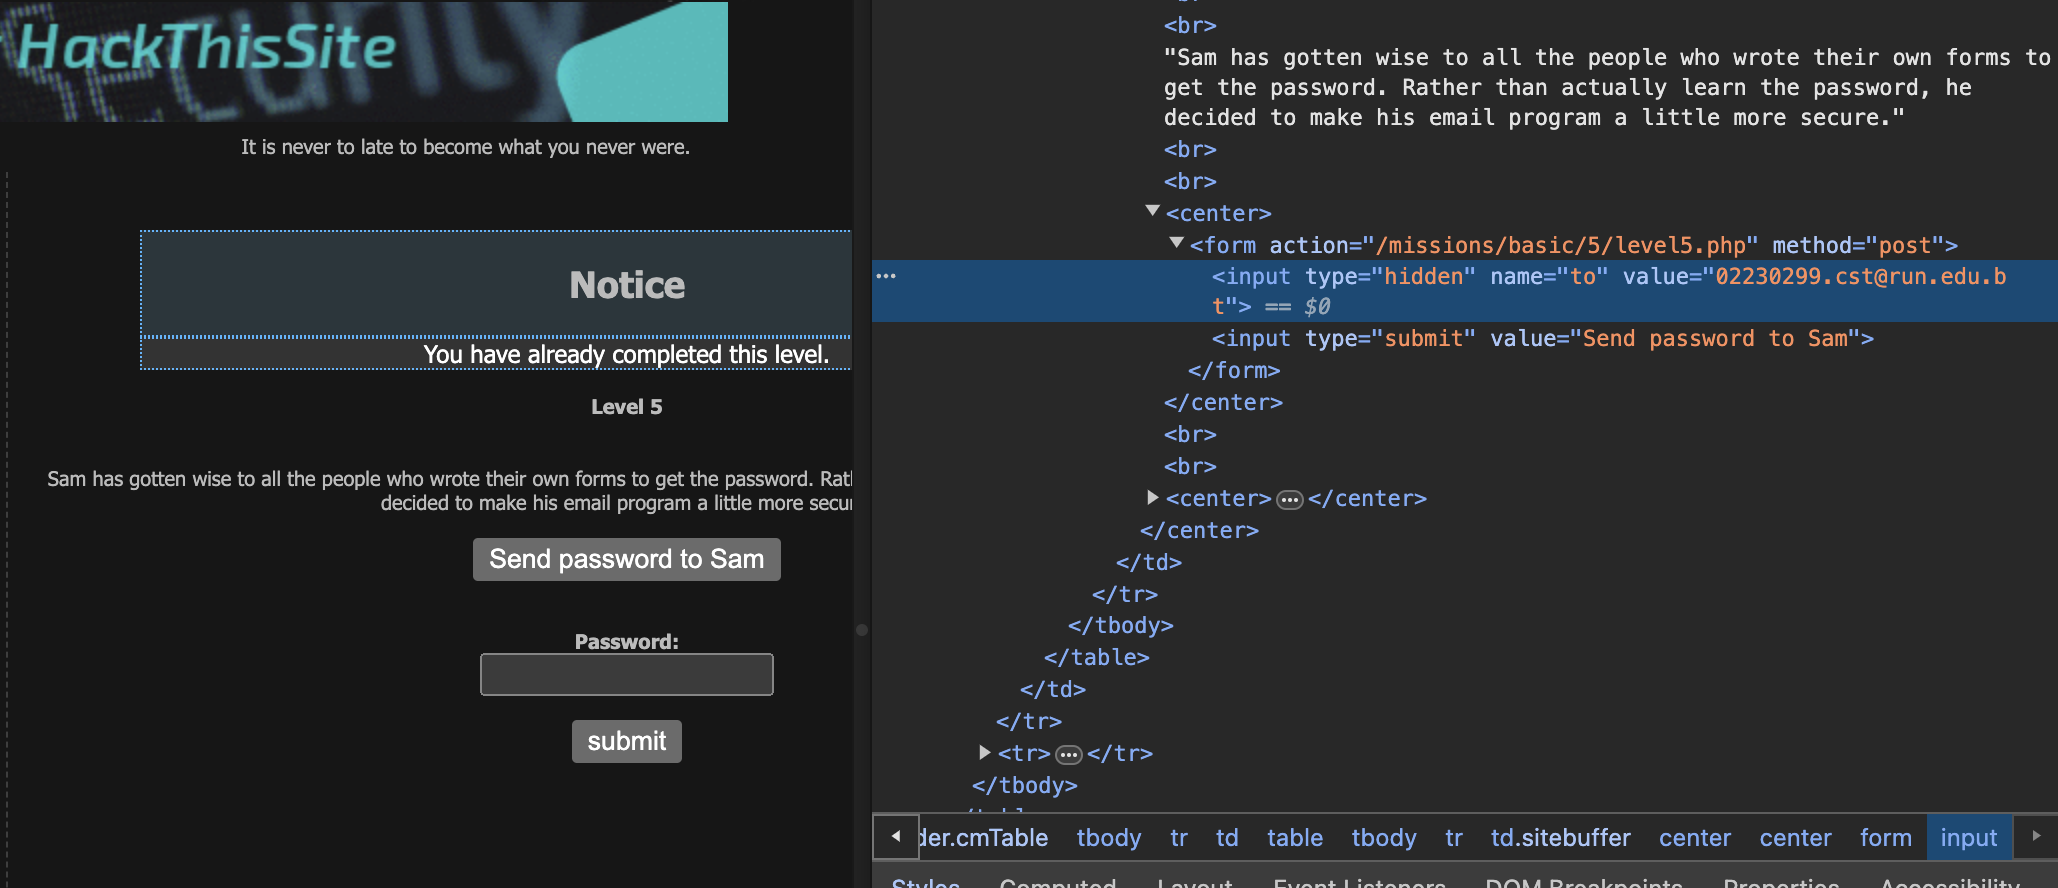 HackThisSite
It is never to late to become what you never were.
Notice
You have already completed this level.
Level 5
Sam has gotten wise to all the people who wrote their own forms to get the password. Rath
decided to make his email program a little more secur
Send password to Sam
Password:
submit
<br>
"Sam has gotten wise to all the people who wrote their own forms to
get the password. Rather than actually learn the password, he
decided to make his email program a little more secure."
<br>
<br>
<center>
<form action="/missions/basic/5/level5.php" method="post">
<input type="hidden" name="to" value="02230299.cst@run.edu.b
t"> == $0
<input type="submit" value="Send password to Sam">
</form>
</center>
<br>
<br>
<center>…</center>
</center>
</td>
</tr>
</tbody>
</table>
</td>
</tr>
<tr>…</tr>
</tbody>
der.cmTable tbody tr td table tbody tr td.sitebuffer center center form input
Styles Computed Layout Event Listeners DOM Breakpoints Properties Accessibility